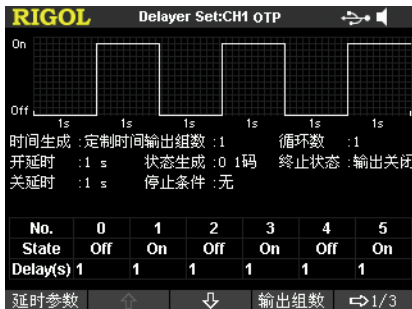 RIGOL Delayer Set:CH1 OTP
On
Off
1s 1s 1s 1s 1s 1s
时间生成 :定制时间 输出组数 :1 循环数 :1
开延时 :1 s 状态生成 :0 1码 终止状态 :输出关闭
关延时 :1 s 停止条件 :无
No. 0 1 2 3 4 5
State Off On Off On Off On
Delay(s) 1 1 1 1 1 1
延时参数 输出组数 1/3